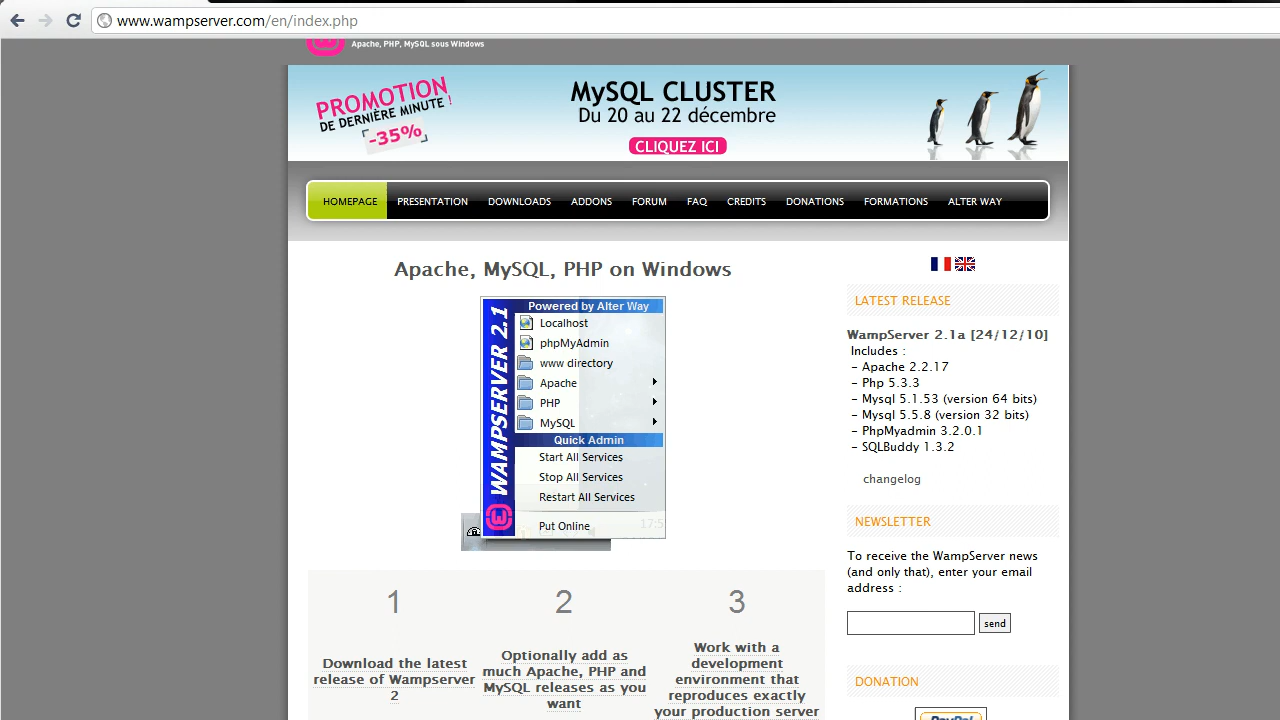 www.wampserver.com/en/index.php
Apache, PHP, MySQL sous Windows
PROMOTION
DE DERNIÈRE MINUTE !
-35%
MySQL CLUSTER
Du 20 au 22 décembre
CLIQUEZ ICI
HOMEPAGE PRESENTATION DOWNLOADS ADDONS FORUM FAQ CREDITS DONATIONS FORMATIONS ALTER WAY
Apache, MySQL, PHP on Windows
WAMPSERVER 2.1
Powered by Alter Way
Localhost
phpMyAdmin
www directory
Apache
PHP
MySQL
Quick Admin
Start All Services
Stop All Services
Restart All Services
Put Online
1
Download the latest
release of Wampserver
2
2
Optionally add as
much Apache, PHP and
MySQL releases as you
want
3
Work with a
development
environment that
reproduces exactly
your production server
LATEST RELEASE
WampServer 2.1a [24/12/10]
Includes :
- Apache 2.2.17
- Php 5.3.3
- Mysql 5.1.53 (version 64 bits)
- Mysql 5.5.8 (version 32 bits)
- PhpMyadmin 3.2.0.1
- SQLBuddy 1.3.2
changelog
NEWSLETTER
To receive the WampServer news
(and only that), enter your email
address :
send
DONATION
PayPal